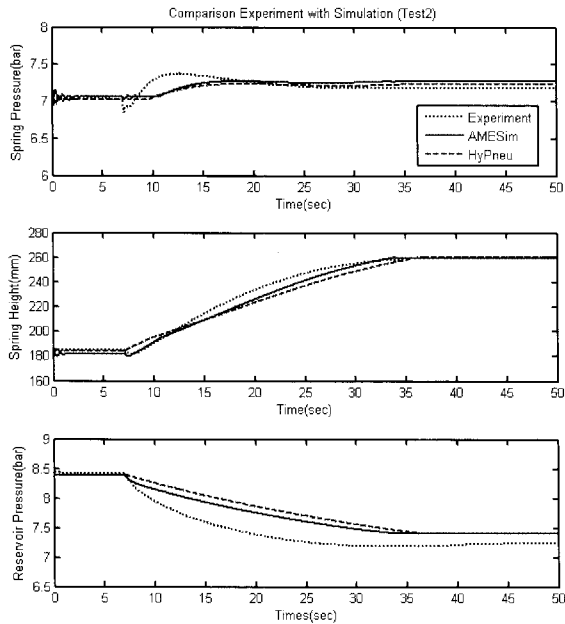 Comparison Experiment with Simulation (Test2)
8
7.5
7
6.5
6
Spring Pressure(bar)
Experiment
AMESim
HyPneu
0 5 10 15 20 25 30 35 40 45 50
Time(sec)
280
260
240
220
200
180
160
Spring Height(mm)
0 5 10 15 20 25 30 35 40 45 50
Time(sec)
9
8.5
8
7.5
7
6.5
Reservoir Pressure(bar)
0 5 10 15 20 25 30 35 40 45 50
Times(sec)